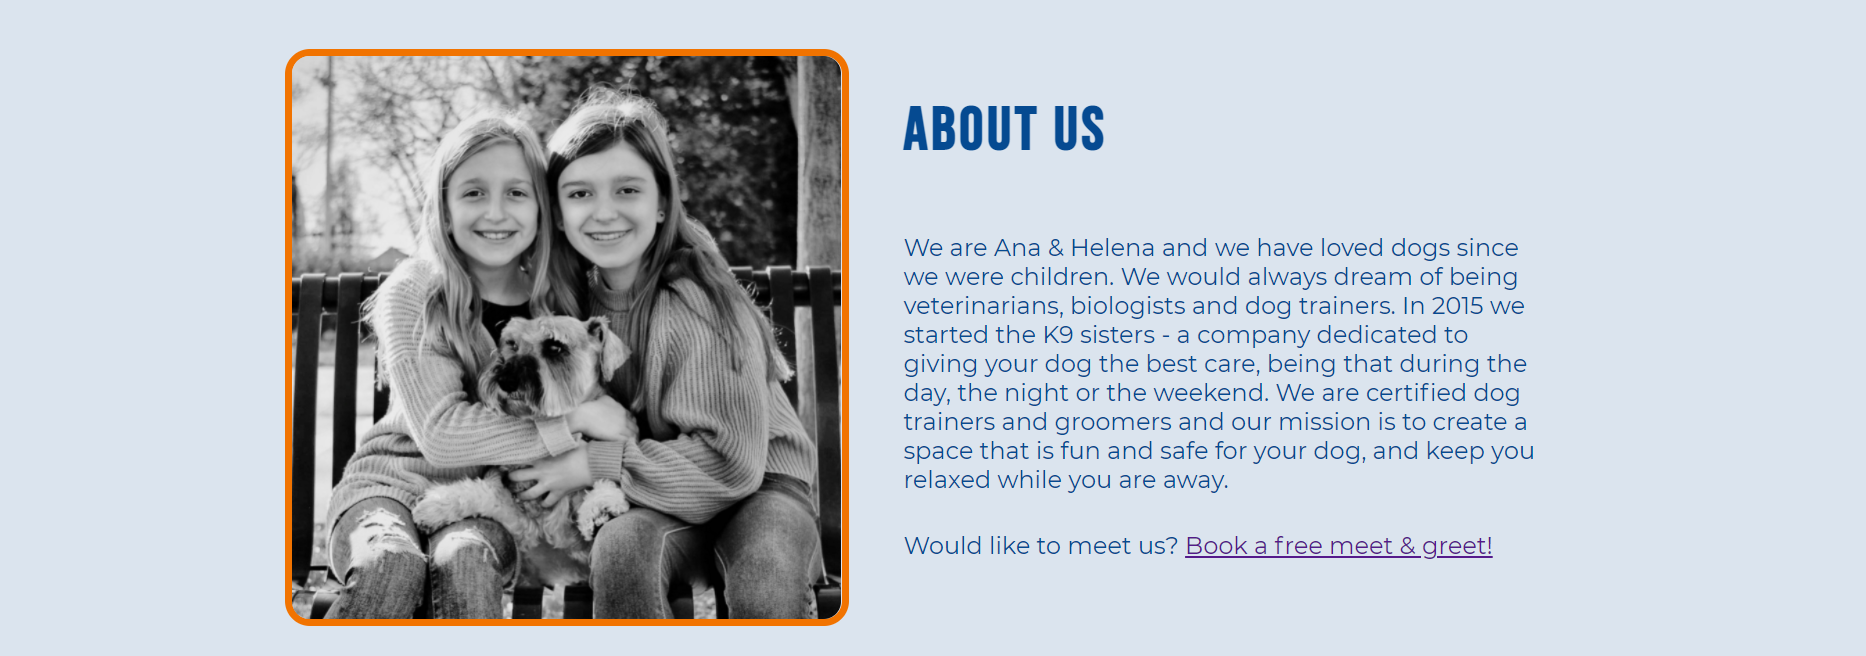 ABOUT US
We are Ana & Helena and we have loved dogs since
we were children. We would always dream of being
veterinarians, biologists and dog trainers. In 2015 we
started the K9 sisters - a company dedicated to
giving your dog the best care, being that during the
day, the night or the weekend. We are certified dog
trainers and groomers and our mission is to create a
space that is fun and safe for your dog, and keep you
relaxed while you are away.
Would like to meet us? Book a free meet & greet!